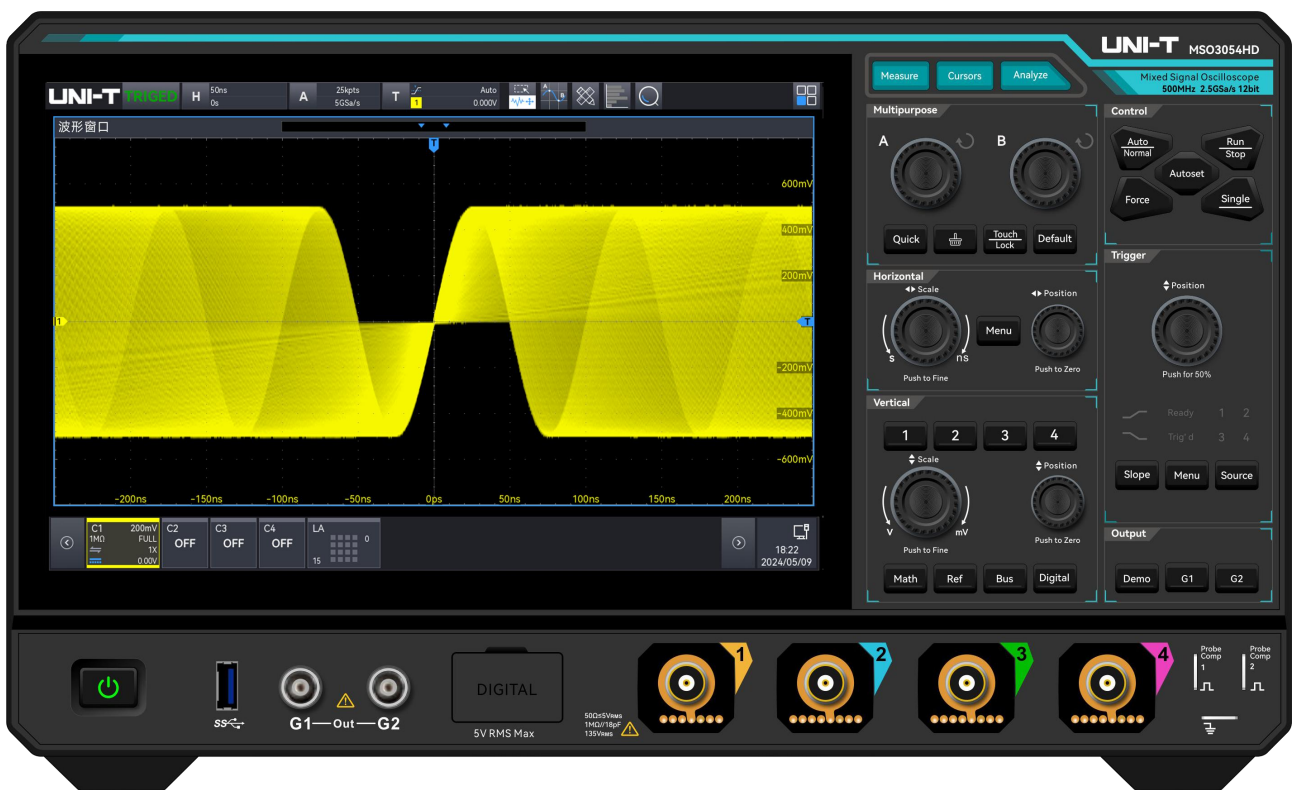 UNI-T MSO3054HD
Mixed Signal Oscilloscope
500MHz 2.5GSa/s 12bit
UNI-T TRIGED H 50ns 0s A 25kpts 5GSa/s T 1 Auto 0.000V
A B
波形窗口
T
600mV
400mV
200mV
1 T
-200mV
-400mV
-600mV
-200ns -150ns -100ns -50ns 0ps 50ns 100ns 150ns 200ns
C1 200mV
1MΩ FULL
1X
0.00V
C2
OFF
C3
OFF
C4
OFF
LA
0
15
18:22
2024/05/09
Measure Cursors Analyze
Multipurpose
A B
Quick Touch Lock Default
Horizontal
Scale Position
s ns
Menu
Push to Fine Push to Zero
Vertical
1 2 3 4
Scale Position
V mV
Push to Fine Push to Zero
Math Ref Bus Digital
Control
Auto Normal
Run Stop
Autoset
Force
Single
Trigger
Position
Push for 50%
Ready 1 2
Trig' d 3 4
Slope Menu Source
Output
Demo G1 G2
SS
G1—Out—G2
DIGITAL
5V RMS Max
50Ω≤5VRMS
1MΩ//18pF
135VRMS
1
2
3
4
Probe Comp 1
Probe Comp 2